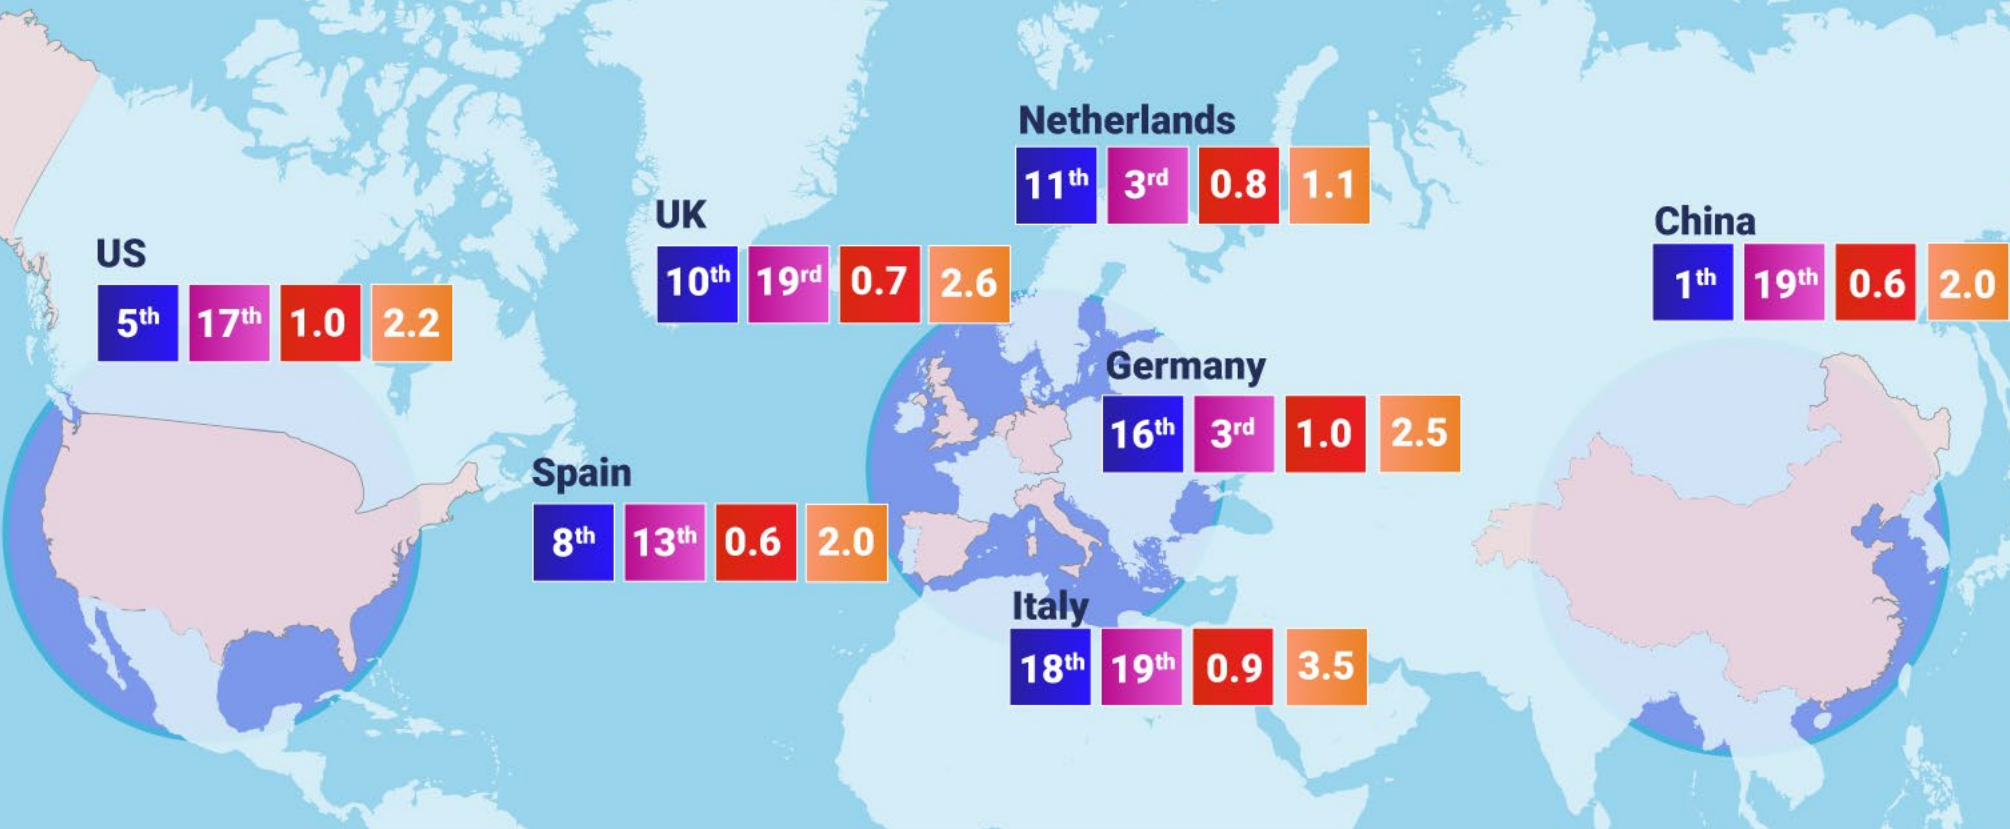 Netherlands
11th 3rd 0.8 1.1
UK
10th 19rd 0.7 2.6
China
1th 19th 0.6 2.0
US
5th 17th 1.0 2.2
Germany
16th 3rd 1.0 2.5
Spain
8th 13th 0.6 2.0
Italy
18th 19th 0.9 3.5